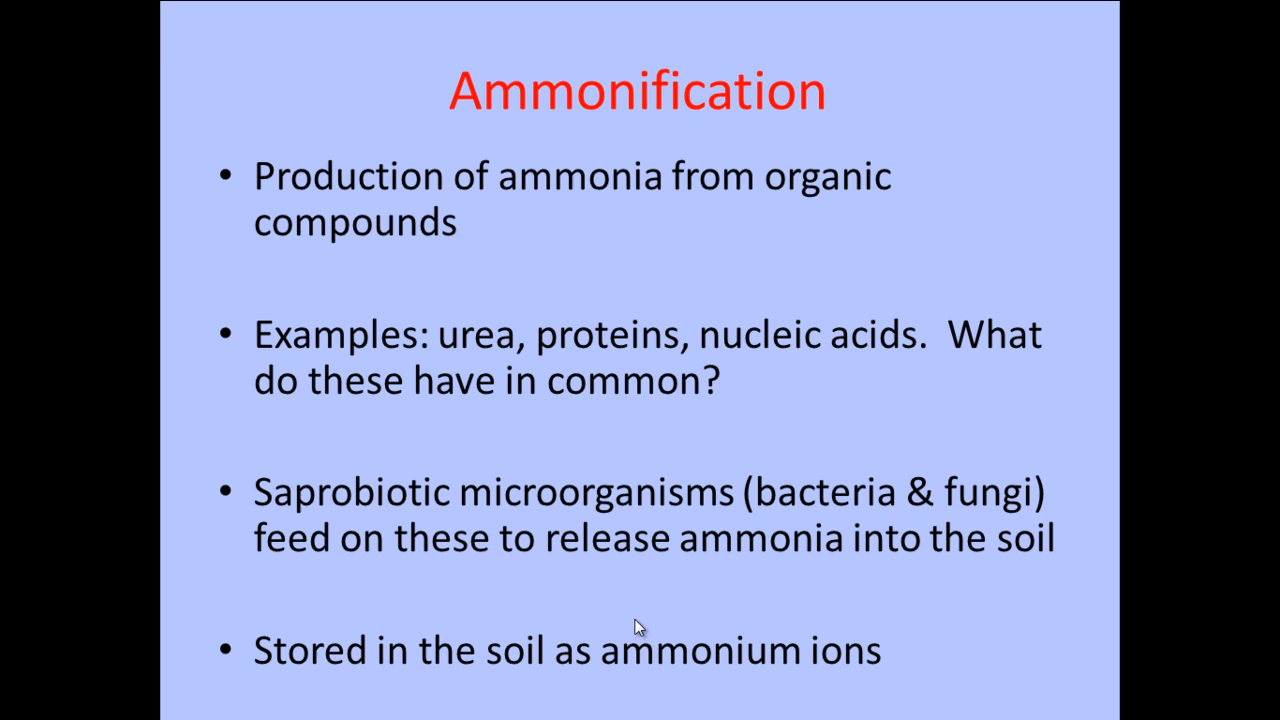 Ammonification
• Production of ammonia from organic
compounds
• Examples: urea, proteins, nucleic acids.  What
do these have in common?
• Saprobiotic microorganisms (bacteria & fungi)
feed on these to release ammonia into the soil
• Stored in the soil as ammonium ions